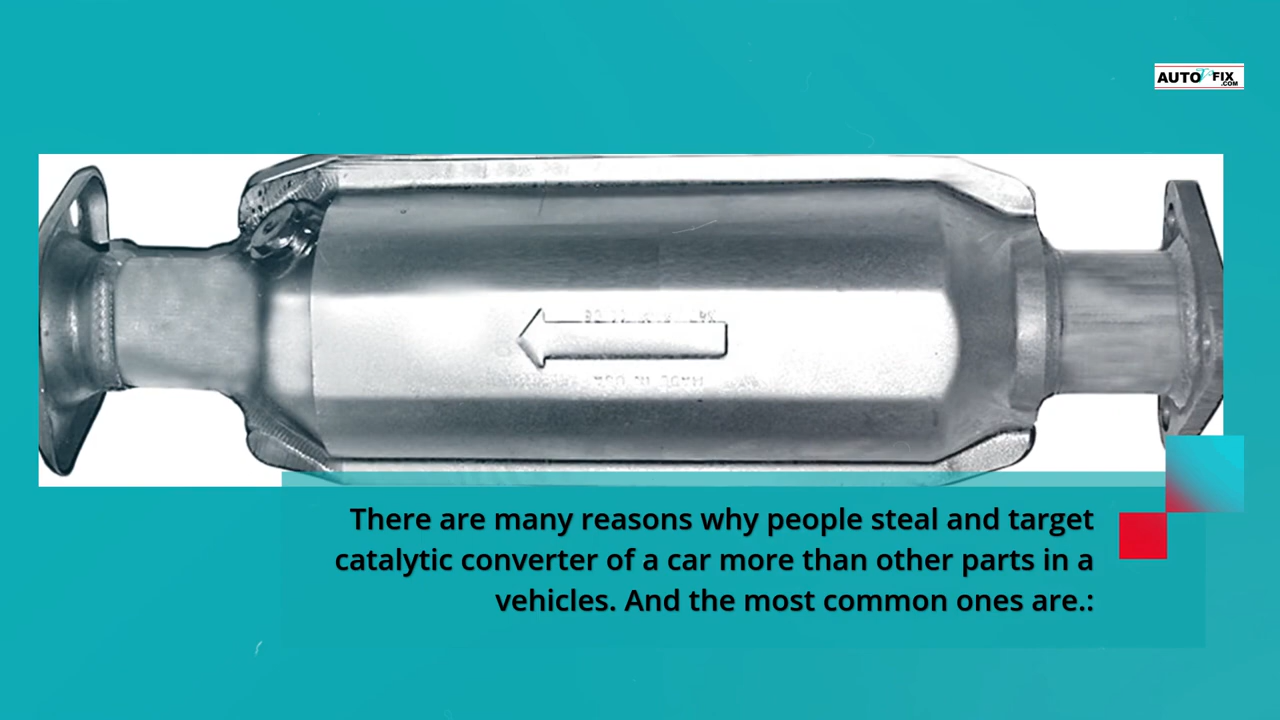 AUTO To FIX
.COM
There are many reasons why people steal and target
catalytic converter of a car more than other parts in a
vehicles. And the most common ones are.: